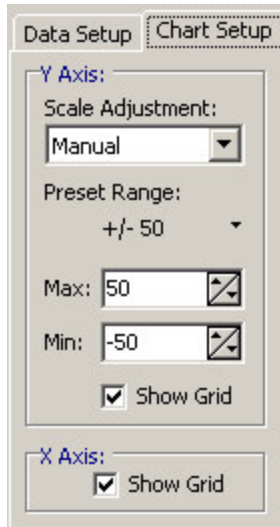 Data Setup Chart Setup
Y Axis:
Scale Adjustment:
Manual
Preset Range:
+/- 50
Max: 50
Min: -50
Show Grid
X Axis:
Show Grid